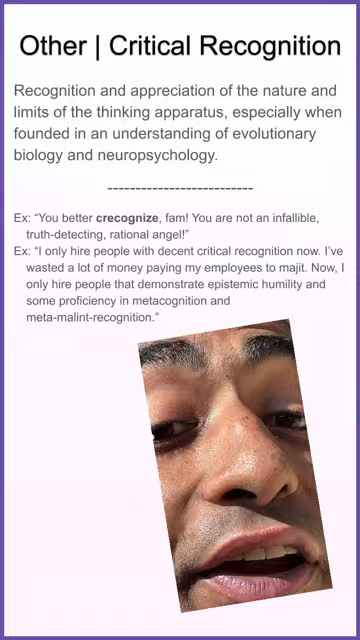 Other | Critical Recognition
Recognition and appreciation of the nature and
limits of the thinking apparatus, especially when
founded in an understanding of evolutionary
biology and neuropsychology.
--------------------------
Ex: “You better crecognize, fam! You are not an infallible,
truth-detecting, rational angel!”
Ex: “I only hire people with decent critical recognition now. I’ve
wasted a lot of money paying my employees to majit. Now, I
only hire people that demonstrate epistemic humility and
some proficiency in metacognition and
meta-malint-recognition.”